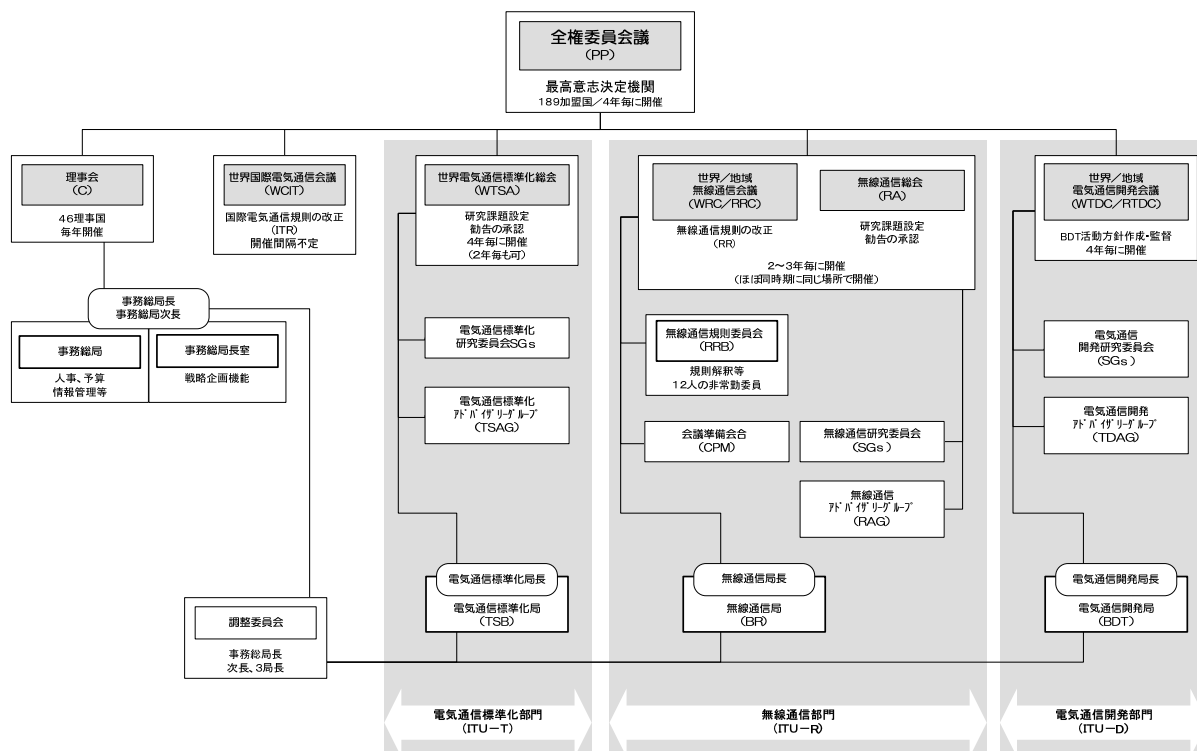 全権委員会議
(PP)
最高意志決定機関
189加盟国／4年毎に開催
理事会
(C)
46理事国
毎年開催
世界国際電気通信会議
(WCIT)
国際電気通信規則の改正
(ITR)
開催間隔不定
世界電気通信標準化総会
(WTSA)
研究課題設定
勧告の承認
4年毎に開催
(2年毎も可)
世界／地域
無線通信会議
(WRC／RRC)
無線通信規則の改正
(RR)
無線通信総会
(RA)
研究課題設定
勧告の承認
2～3年毎に開催
(ほぼ同時期に同じ場所で開催)
世界／地域
電気通信開発会議
(WTDC／RTDC)
BDT活動方針作成・監督
4年毎に開催
事務総局長
事務総局次長
事務総局
人事、予算
情報管理等
事務総局長室
戦略企画機能
電気通信標準化
研究委員会SGs
電気通信標準化
ｱﾄﾞﾊﾞｲｻﾞﾘｰｸﾞﾙｰﾌﾟ
(TSAG)
無線通信規則委員会
(RRB)
規則解釈等
12人の非常勤委員
会議準備会合
(CPM)
無線通信研究委員会
(SGs)
無線通信
ｱﾄﾞﾊﾞｲｻﾞﾘｰｸﾞﾙｰﾌﾟ
(RAG)
電気通信
開発研究委員会
(SGs)
電気通信開発
ｱﾄﾞﾊﾞｲｻﾞﾘｰｸﾞﾙｰﾌﾟ
(TDAG)
電気通信標準化局長
電気通信標準化局
(TSB)
無線通信局長
無線通信局
(BR)
電気通信開発局長
電気通信開発局
(BDT)
調整委員会
事務総局長
次長、3局長
電気通信標準化部門
(ITU－T)
無線通信部門
(ITU－R)
電気通信開発部門
(ITU－D)